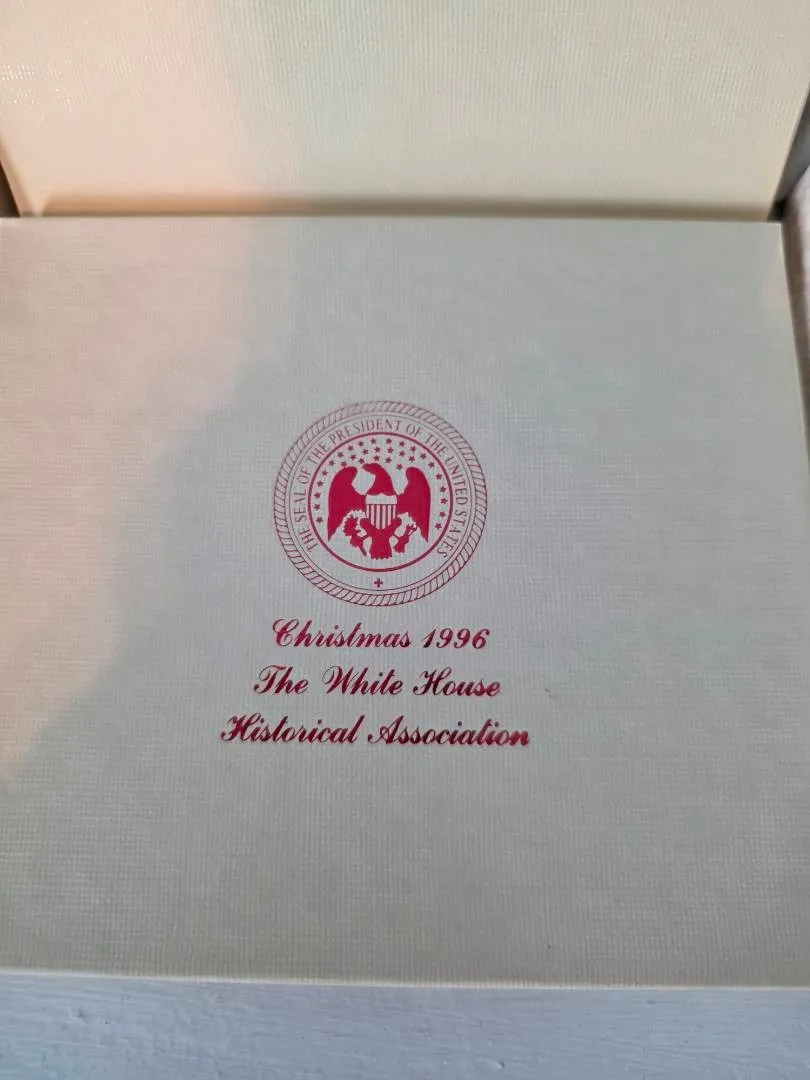 THE SEAL OF THE PRESIDENT OF THE UNITED STATES
Christmas 1996
The White House
Historical Association